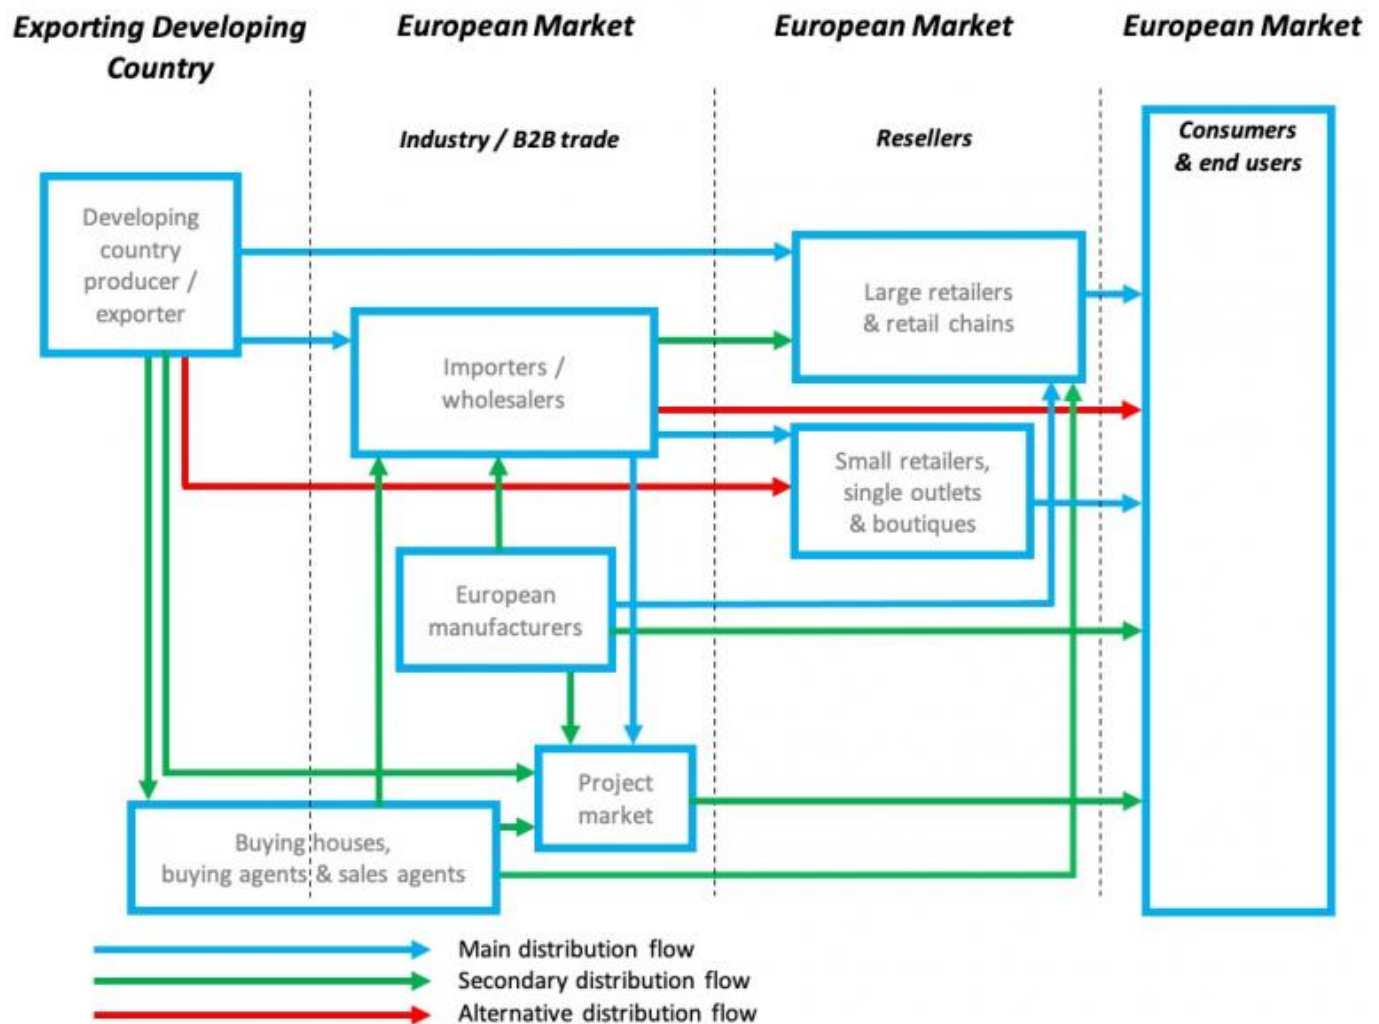 Exporting Developing
Country
European Market
European Market
European Market
Industry / B2B trade
Resellers
Consumers
& end users
Developing
country
producer /
exporter
Large retailers
& retail chains
Importers /
wholesalers
Small retailers,
single outlets
& boutiques
European
manufacturers
Project
market
Buying houses,
buying agents & sales agents
Main distribution flow
Secondary distribution flow
Alternative distribution flow